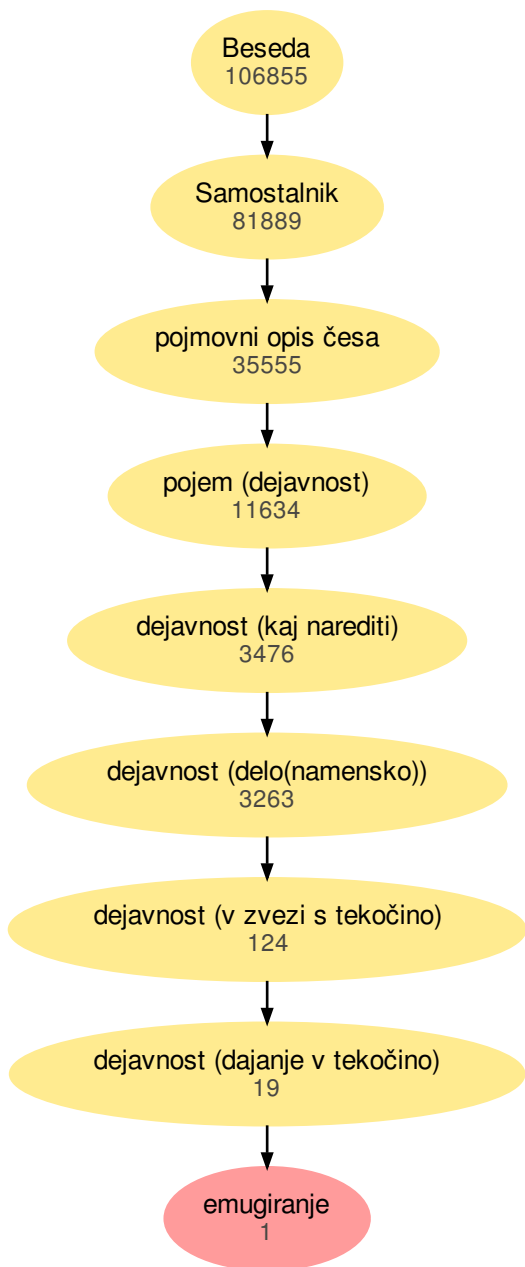 Beseda
106855
Samostalnik
81889
pojmovni opis česa
35555
pojem (dejavnost)
11634
dejavnost (kaj narediti)
3476
dejavnost (delo(namensko))
3263
dejavnost (v zvezi s tekočino)
124
dejavnost (dajanje v tekočino)
19
emugiranje
1